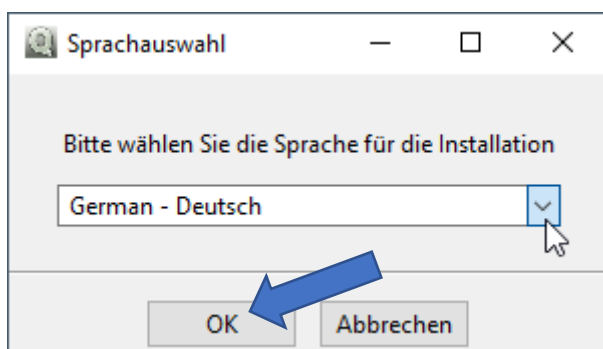 Sprachauswahl
Bitte wählen Sie die Sprache für die Installation
German - Deutsch
OK
Abbrechen